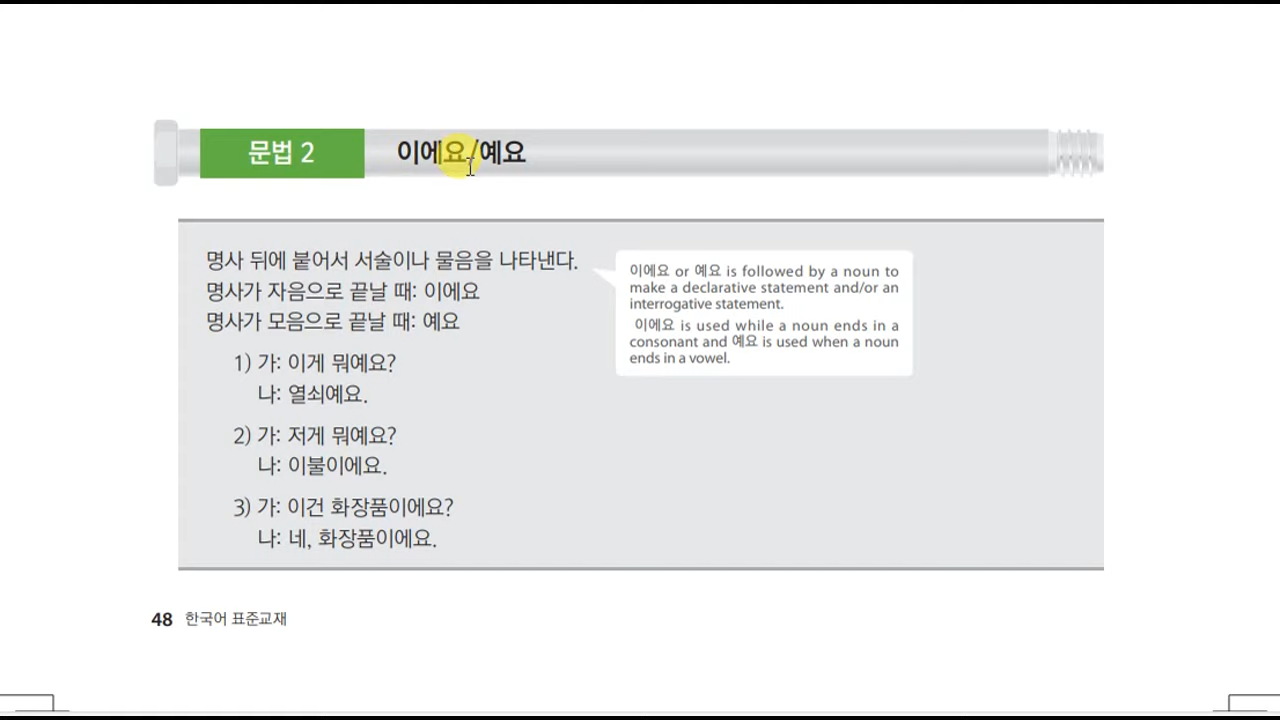 문법 2
이에요/예요
명사 뒤에 붙어서 서술이나 물음을 나타낸다.
명사가 자음으로 끝날 때: 이에요
명사가 모음으로 끝날 때: 예요
이에요 or 예요 is followed by a noun to
make a declarative statement and/or an
interrogative statement.
이에요 is used while a noun ends in a
consonant and 예요 is used when a noun
ends in a vowel.
1) 가: 이게 뭐예요?
나: 열쇠예요.
2) 가: 저게 뭐예요?
나: 이불이에요.
3) 가: 이건 화장품이에요?
나: 네, 화장품이에요.
48 한국어 표준교재